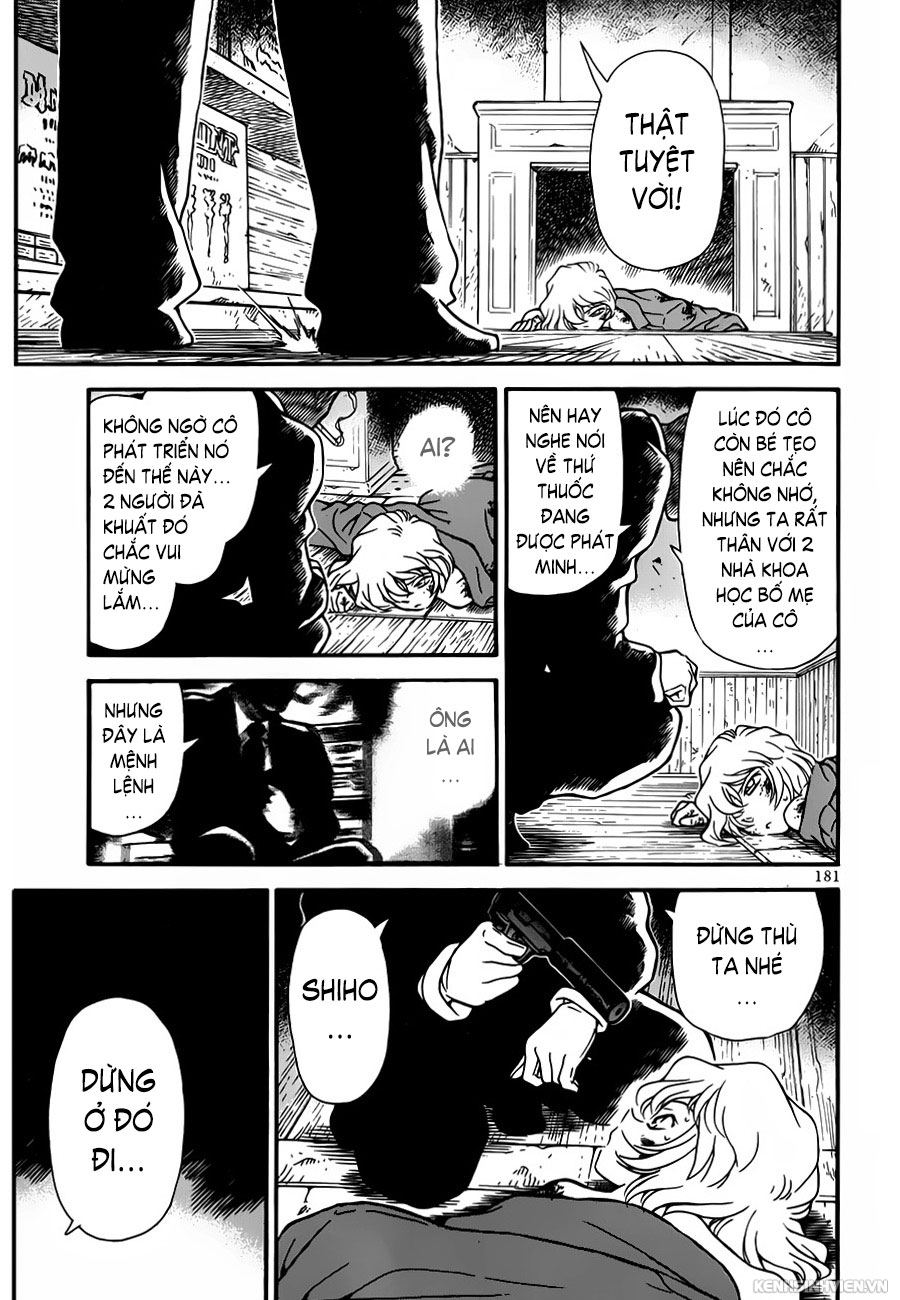 THẬT
TUYỆT
VỜI!
LÚC ĐÓ CÔ
CÒN BÉ TẸO
NÊN CHẮC
KHÔNG NHỚ,
NHƯNG TA RẤT
THÂN VỚI 2
NHÀ KHOA
HỌC BỐ MẸ
CỦA CÔ
...
NÊN HAY
NGHE NÓI
VỀ THỨ
THUỐC
ĐANG
ĐƯỢC PHÁT
MINH...
AI?
KHÔNG NGỜ CÔ
PHÁT TRIỂN NÓ
ĐẾN THẾ NÀY...
2 NGƯỜI ĐÃ
KHUẤT ĐÓ
CHẮC VUI
MỪNG
LẮM...
ÔNG
LÀ AI
...
NHƯNG
ĐÂY LÀ
MỆNH
LỆNH
...
181
ĐỪNG THÙ
TA NHÉ
...
SHIHO
...
DỪNG
Ở ĐÓ
ĐI...